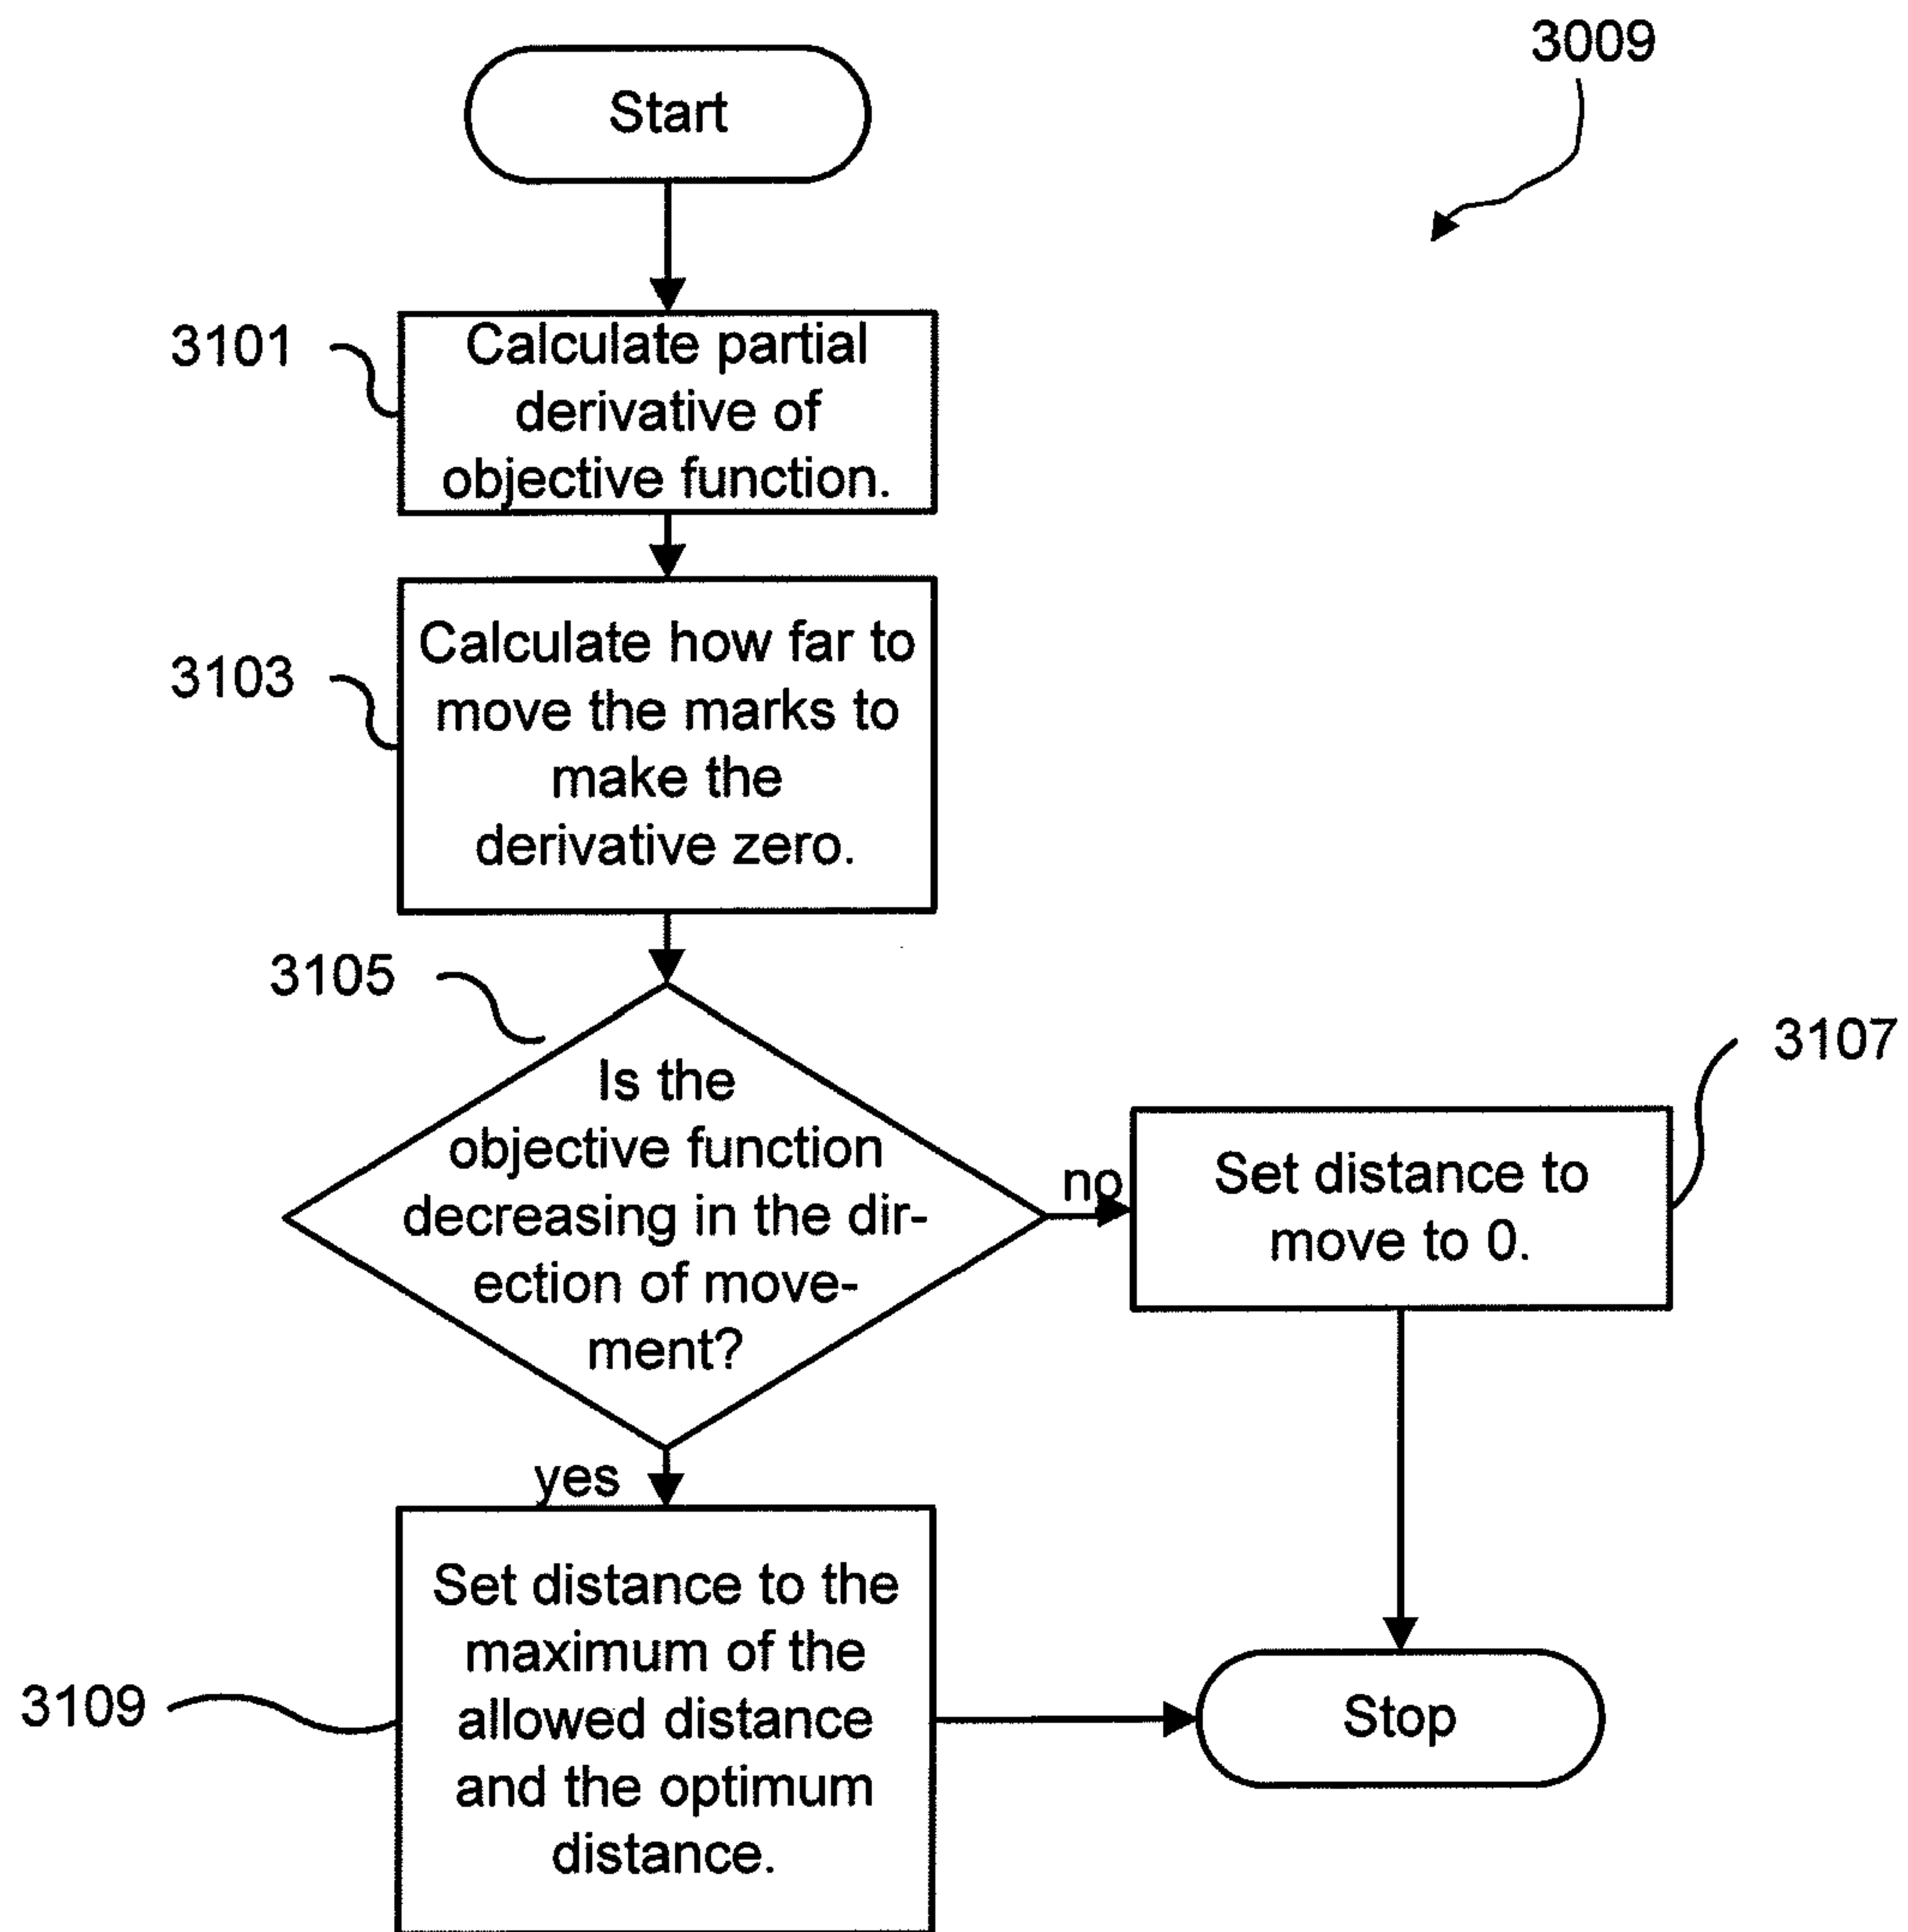 3009
Start
3101
Calculate partial
derivative of
objective function.
3103
Calculate how far to
move the marks to
make the
derivative zero.
3105
Is the
objective function
decreasing in the dir-
ection of move-
ment?
no
3107
Set distance to
move to 0.
yes
3109
Set distance to the
maximum of the
allowed distance
and the optimum
distance.
Stop